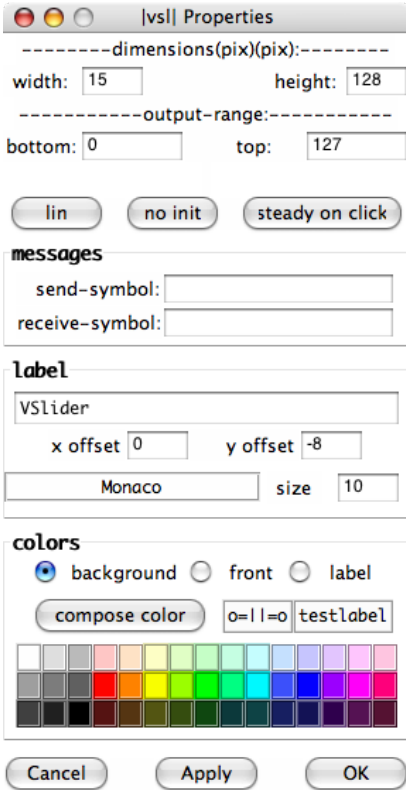 |vsl| Properties
--------dimensions(pix)(pix):--------
width: 15 height: 128
-----------output-range:-----------
bottom: 0 top: 127
lin no init steady on click
messages
send-symbol:
receive-symbol:
label
VSlider
x offset 0 y offset -8
Monaco size 10
colors
background front label
compose color o=||=o testlabel
Cancel Apply OK